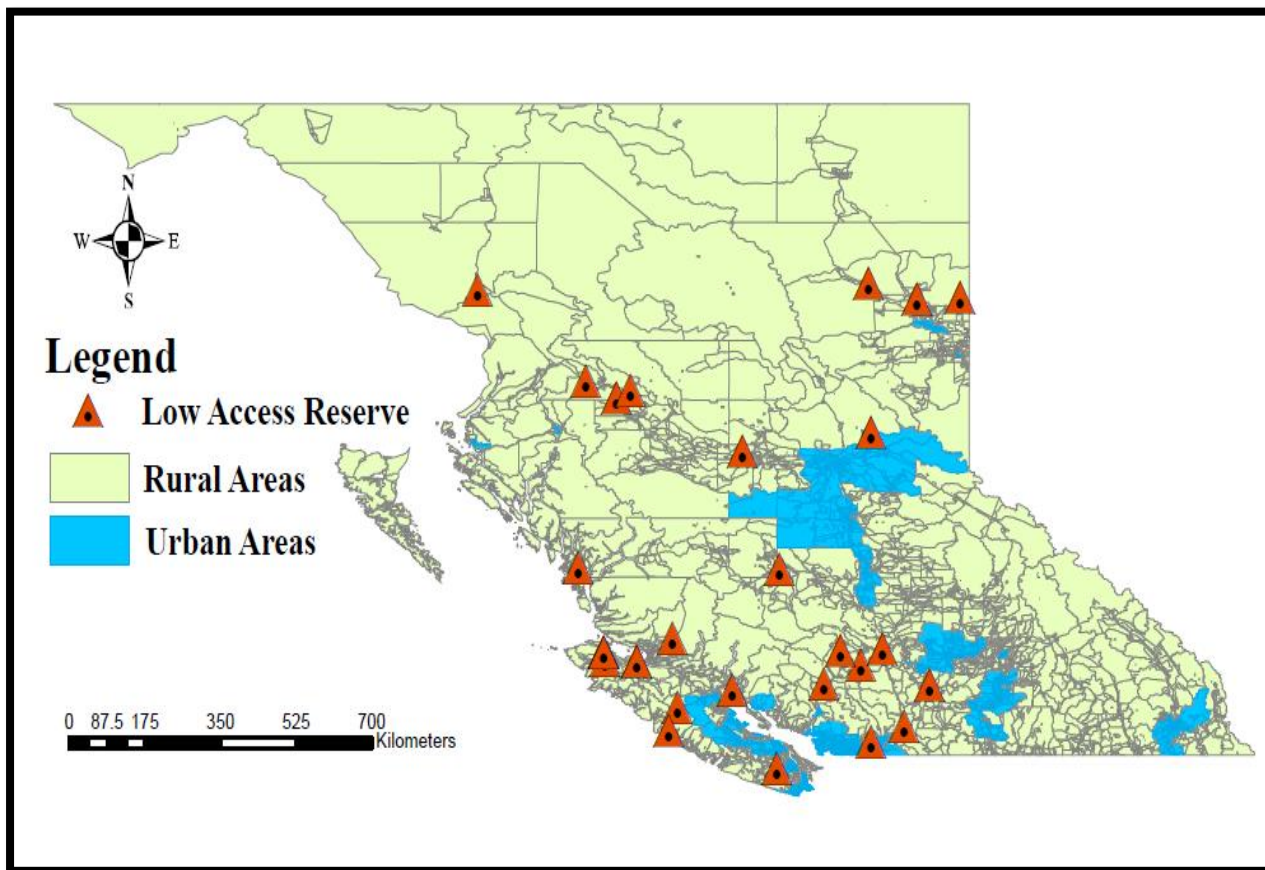 N
W E
S
Legend
Low Access Reserve
Rural Areas
Urban Areas
0 87.5 175 350 525 700
Kilometers